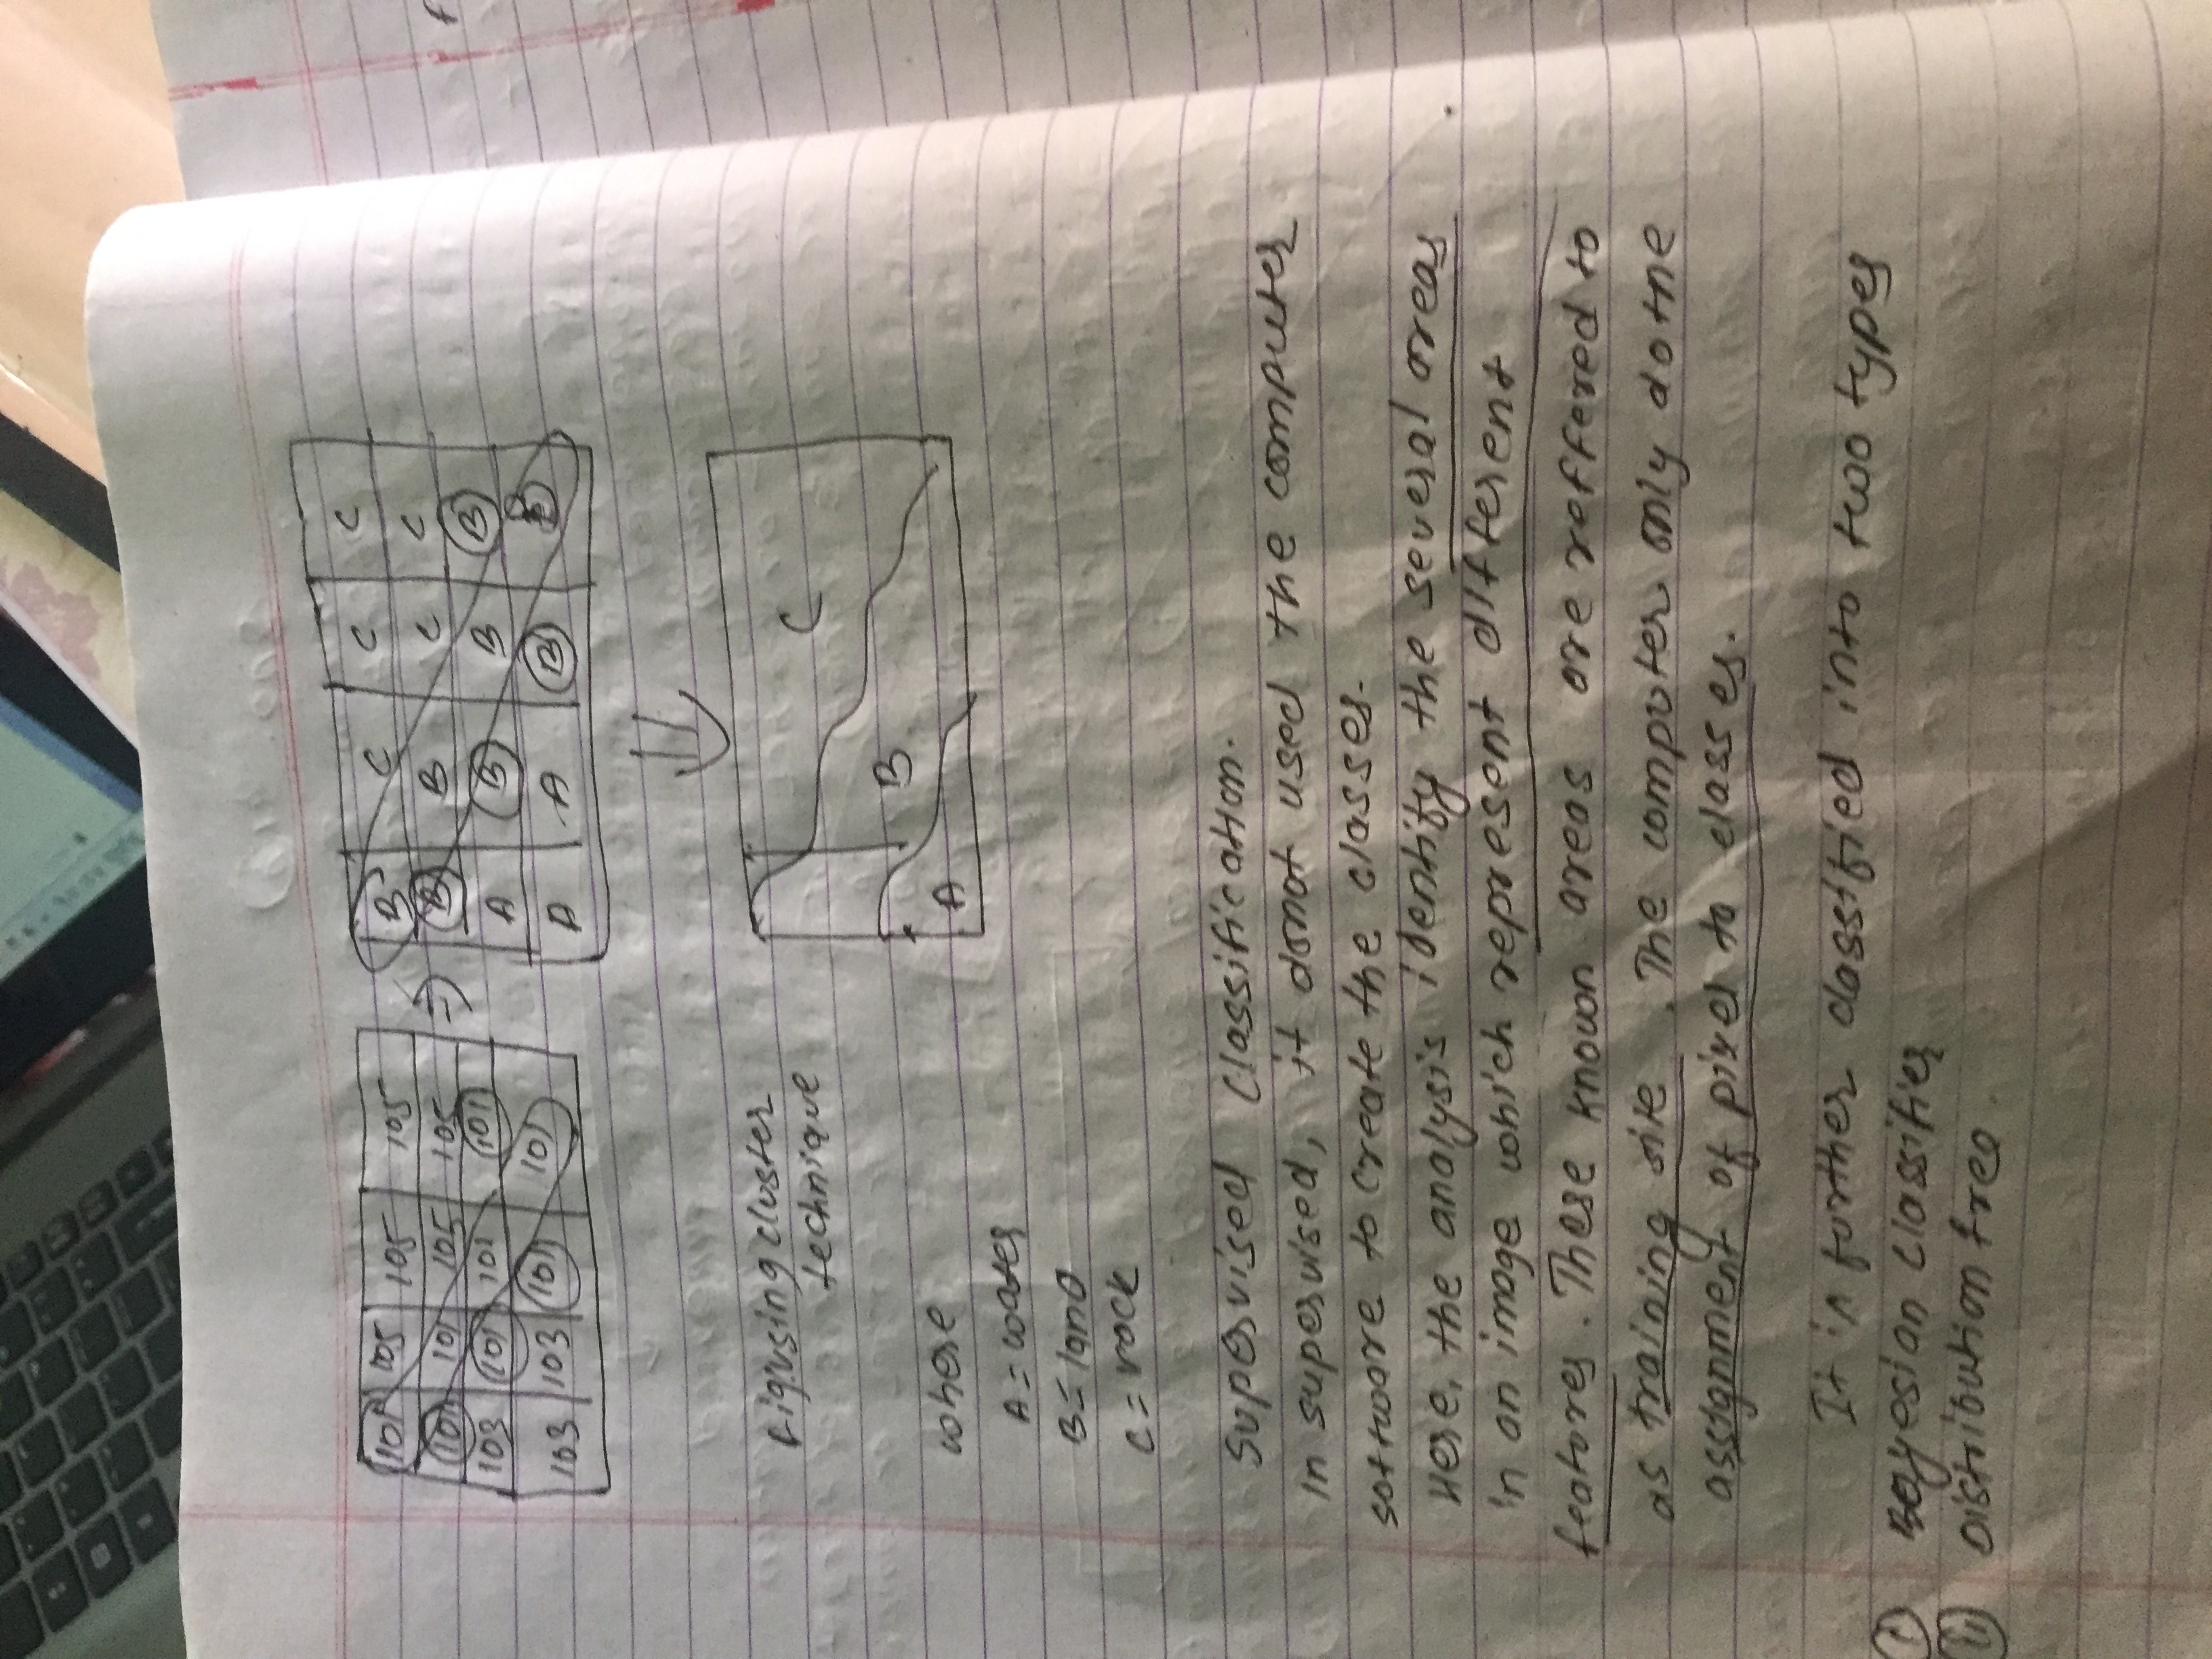 101 105 105 105
101 101 105 105
103 101 101 101
103 103 101 101
=>
B C C C
B B C C
A B B B
A A B B
Fig: using cluster
technique
C
B
A
where
A = water
B = land
C = rock
Supervised Classification.
In supervised, it donot used the computer
software to create the classes.
Here, the analysis identify the several areas
in an image which represent different
features. These known areas are reffered to
as training site. The computer only do the
assignment of pixel to classes.
It is further classified into two types
(i) Bayesian Classifier
(ii) Distribution free.